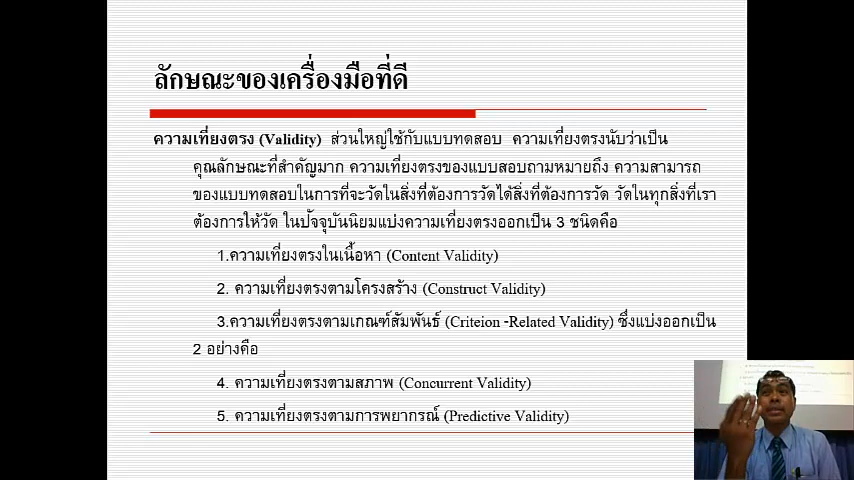 ลักษณะของเครื่องมือที่ดี
ความเที่ยงตรง (Validity) ส่วนใหญ่ใช้กับแบบทดสอบ ความเที่ยงตรงนับว่าเป็น
คุณลักษณะที่สำคัญมาก ความเที่ยงตรงของแบบสอบถามหมายถึง ความสามารถ
ของแบบทดสอบในการที่จะวัดในสิ่งที่ต้องการวัดได้สิ่งที่ต้องการวัด วัดในทุกสิ่งที่เรา
ต้องการให้วัด ในปัจจุบันนิยมแบ่งความเที่ยงตรงออกเป็น 3 ชนิดคือ
1.ความเที่ยงตรงในเนื้อหา (Content Validity)
2. ความเที่ยงตรงตามโครงสร้าง (Construct Validity)
3.ความเที่ยงตรงตามเกณฑ์สัมพันธ์ (Criteion -Related Validity) ซึ่งแบ่งออกเป็น
2 อย่างคือ
4. ความเที่ยงตรงตามสภาพ (Concurrent Validity)
5. ความเที่ยงตรงตามการพยากรณ์ (Predictive Validity)